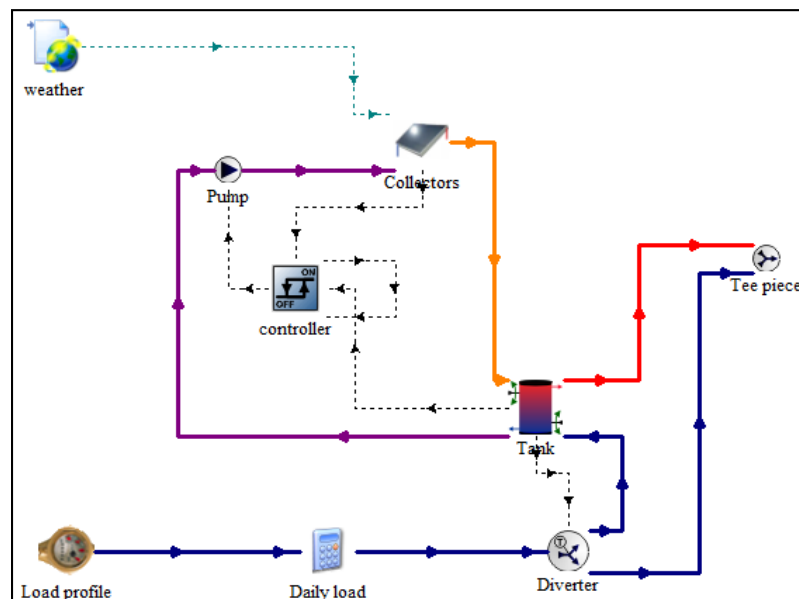 weather
Collectors
Pump
ON
OFF
controller
Tee piece
Tank
T
Load profile
Daily load
Diverter